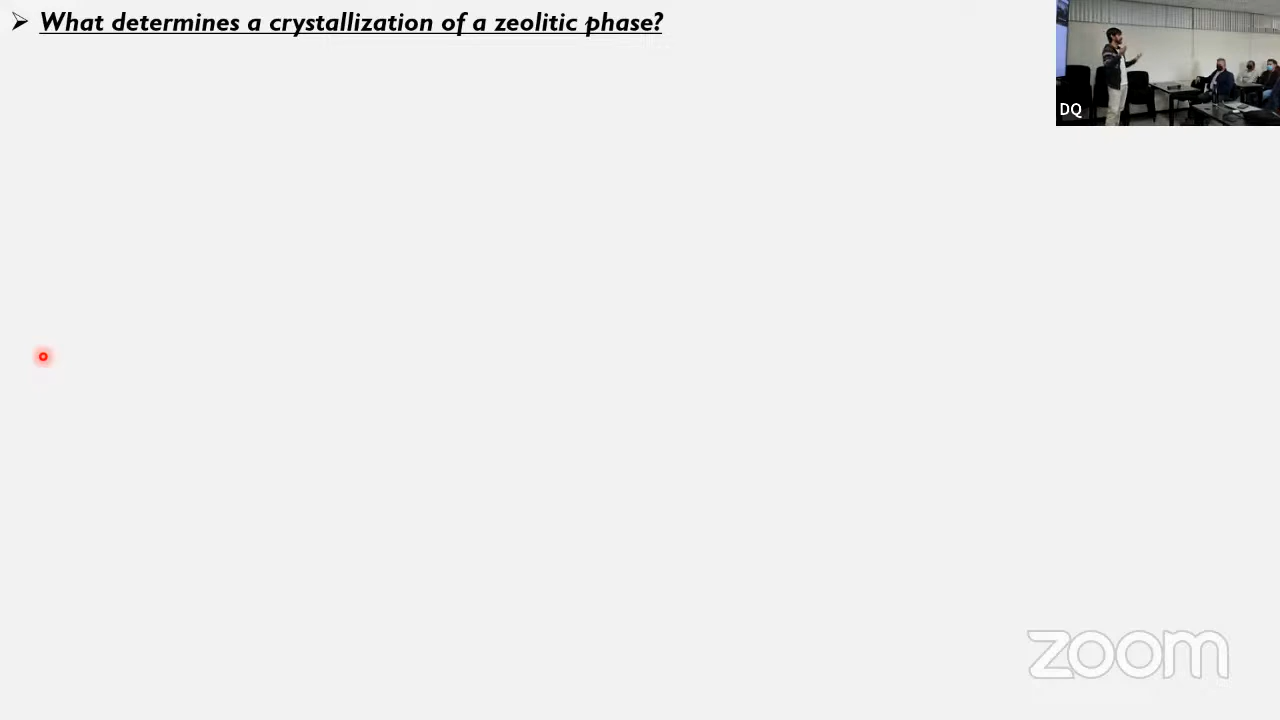 ➢ What determines a crystallization of a zeolitic phase?
DQ
zoom